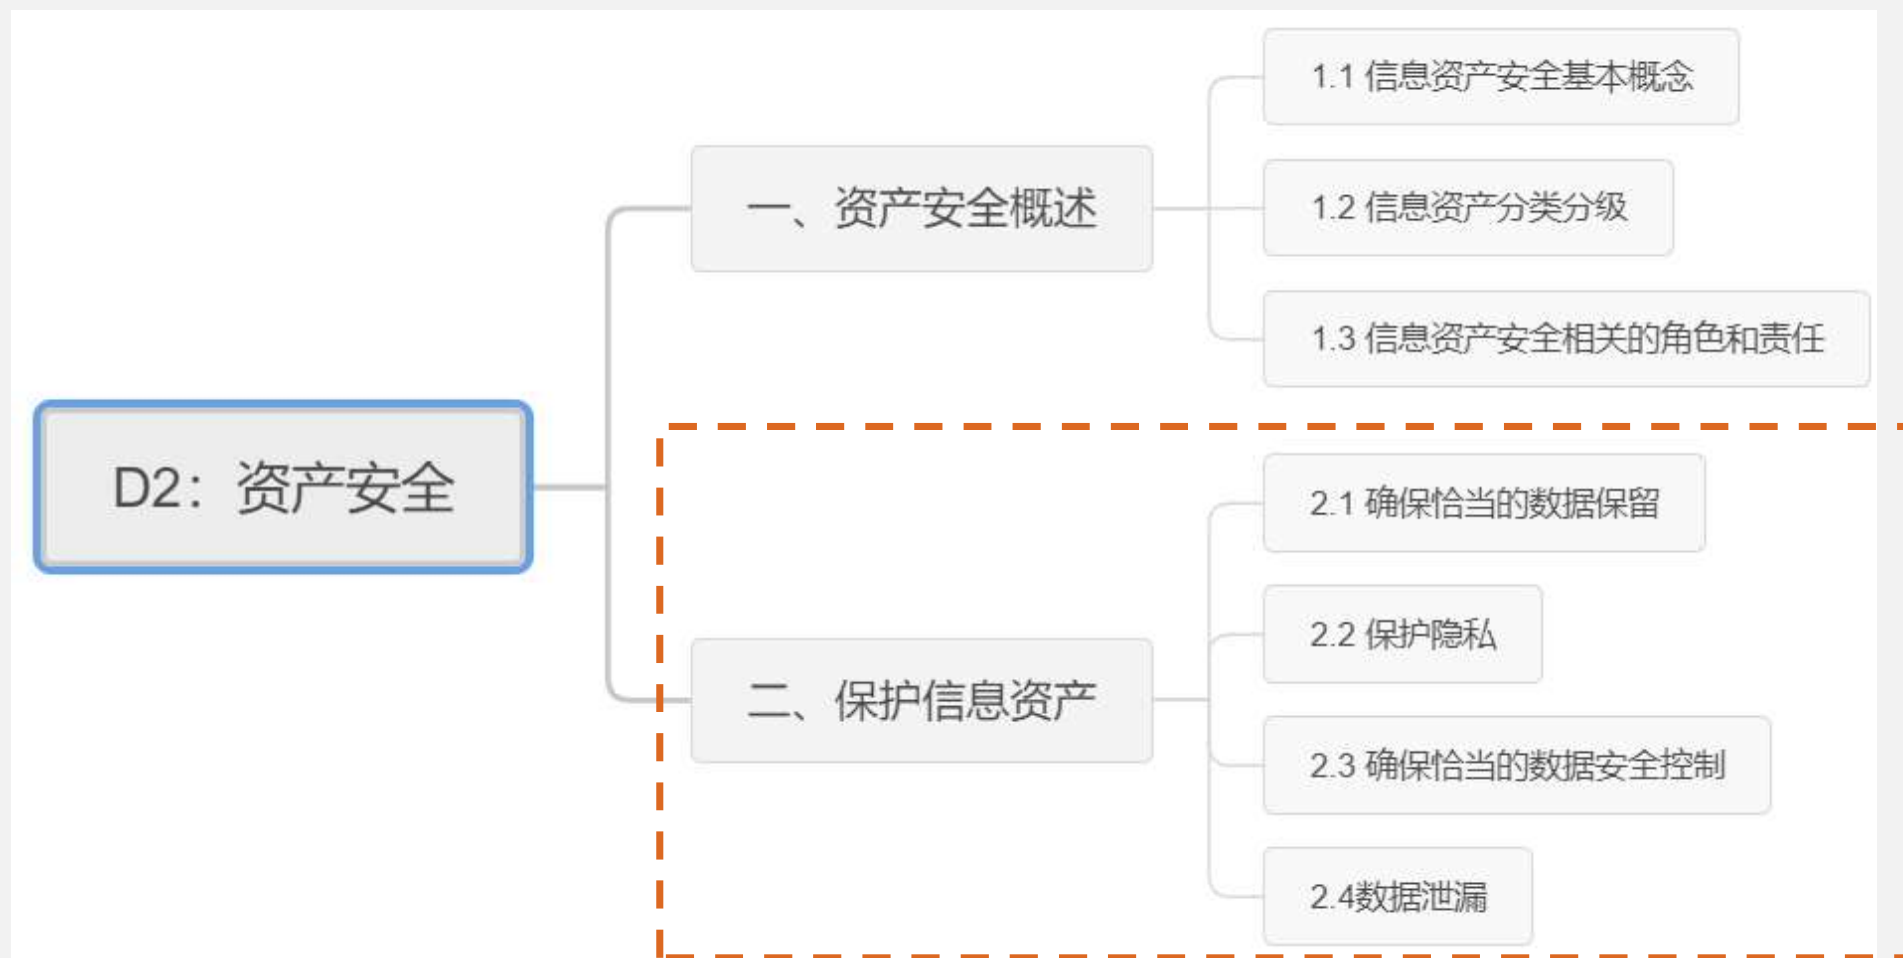 D2：资产安全
一、资产安全概述
1.1 信息资产安全基本概念
1.2 信息资产分类分级
1.3 信息资产安全相关的角色和责任
二、保护信息资产
2.1 确保恰当的数据保留
2.2 保护隐私
2.3 确保恰当的数据安全控制
2.4数据泄漏